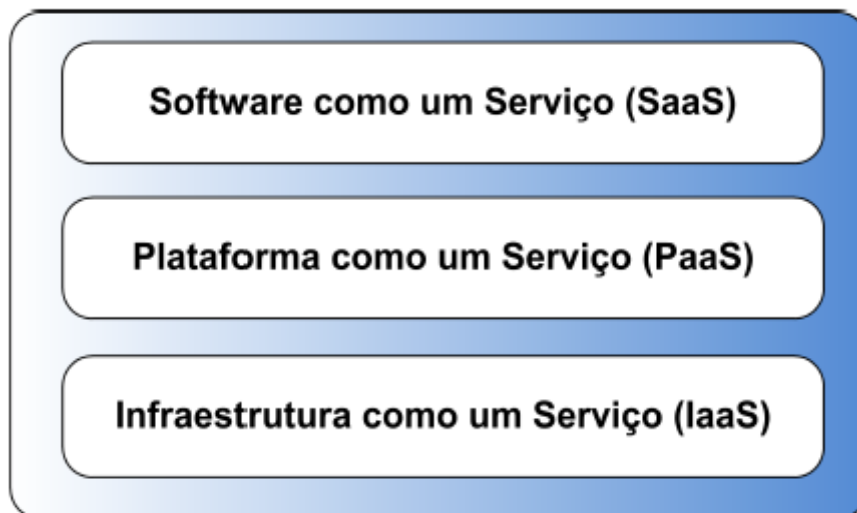 Software como um Serviço (SaaS)
Plataforma como um Serviço (PaaS)
Infraestrutura como um Serviço (IaaS)